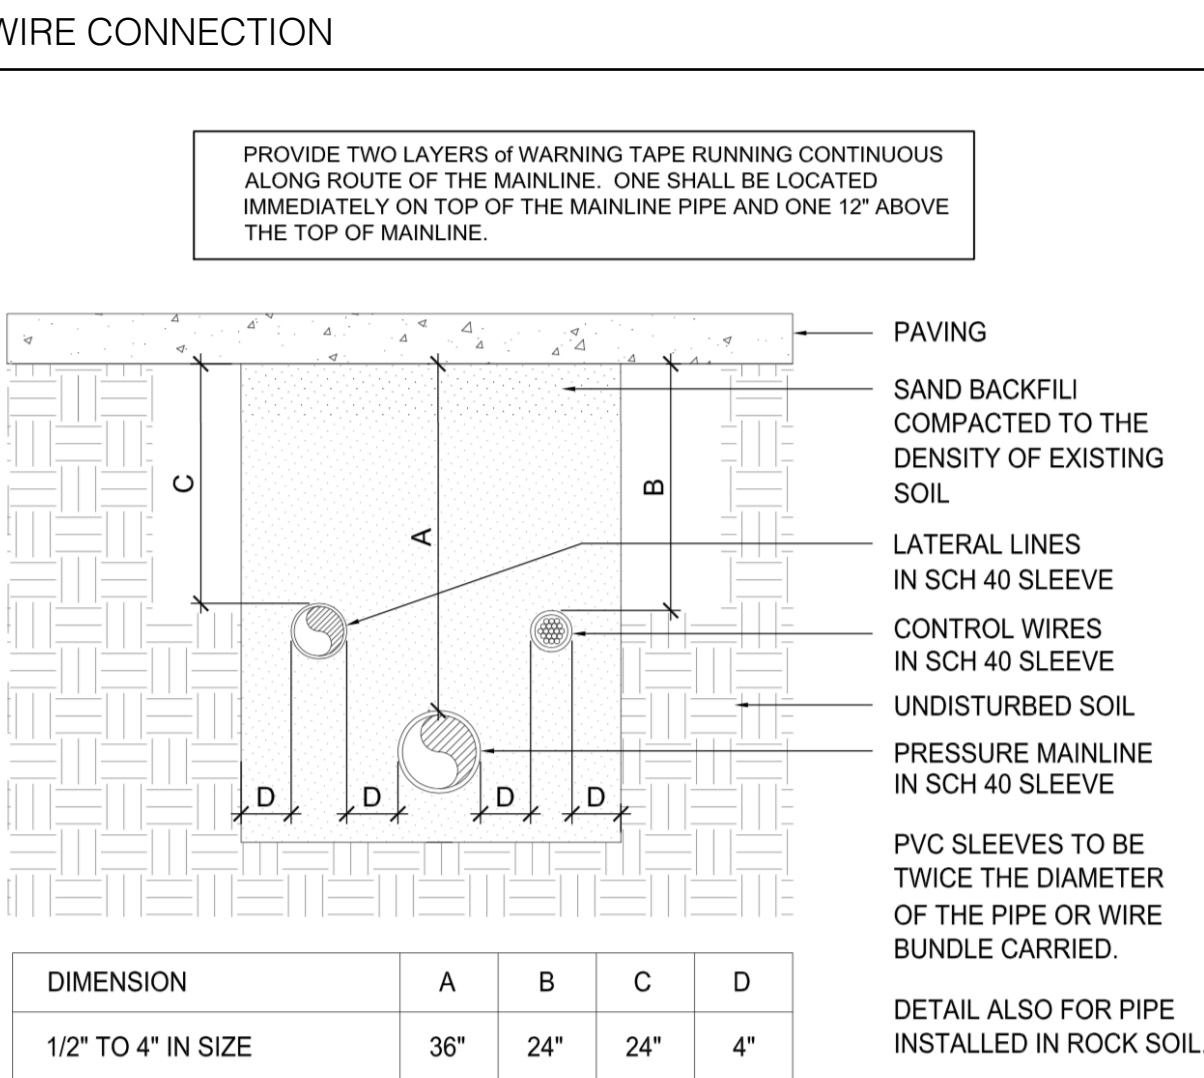 WIRE CONNECTION
PROVIDE TWO LAYERS of WARNING TAPE RUNNING CONTINUOUS
ALONG ROUTE OF THE MAINLINE. ONE SHALL BE LOCATED
IMMEDIATELY ON TOP OF THE MAINLINE PIPE AND ONE 12" ABOVE
THE TOP OF MAINLINE.
PAVING
SAND BACKFILI
COMPACTED TO THE
DENSITY OF EXISTING
SOIL
C
A
B
LATERAL LINES
IN SCH 40 SLEEVE
CONTROL WIRES
IN SCH 40 SLEEVE
UNDISTURBED SOIL
PRESSURE MAINLINE
IN SCH 40 SLEEVE
D D D D
PVC SLEEVES TO BE
TWICE THE DIAMETER
OF THE PIPE OR WIRE
BUNDLE CARRIED.
DETAIL ALSO FOR PIPE
INSTALLED IN ROCK SOIL.
DIMENSION A B C D
1/2" TO 4" IN SIZE 36" 24" 24" 4"